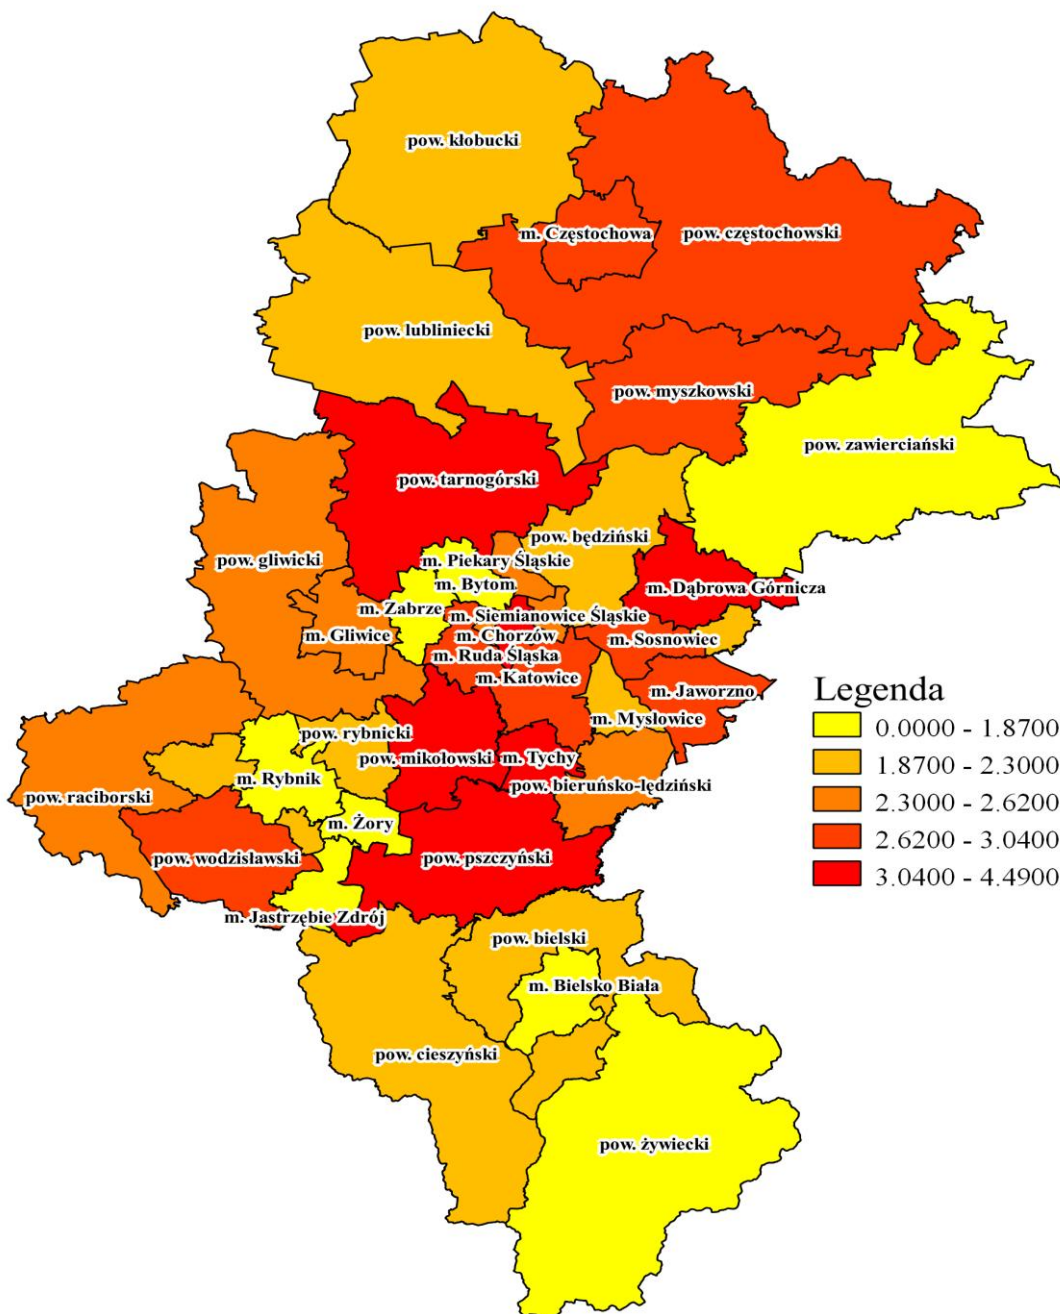 pow. kłobucki
m. Częstochowa
pow. częstochowski
pow. lubliniecki
pow. myszkowski
pow. zawierciański
pow. tarnogórski
pow. będziński
pow. gliwicki
m. Piekary Śląskie
m. Bytom
m. Dąbrowa Górnicza
m. Zabrze
m. Siemianowice Śląskie
m. Gliwice
m. Chorzów
m. Sosnowiec
m. Ruda Śląska
m. Katowice
m. Jaworzno
m. Mysłowice
pow. rybnicki
pow. mikołowski
m. Tychy
m. Rybnik
pow. bieruńsko-lędziński
pow. raciborski
m. Żory
pow. wodzisławski
pow. pszczyński
m. Jastrzębie Zdrój
pow. bielski
m. Bielsko Biała
pow. cieszyński
pow. żywiecki
Legenda
0.0000 - 1.8700
1.8700 - 2.3000
2.3000 - 2.6200
2.6200 - 3.0400
3.0400 - 4.4900